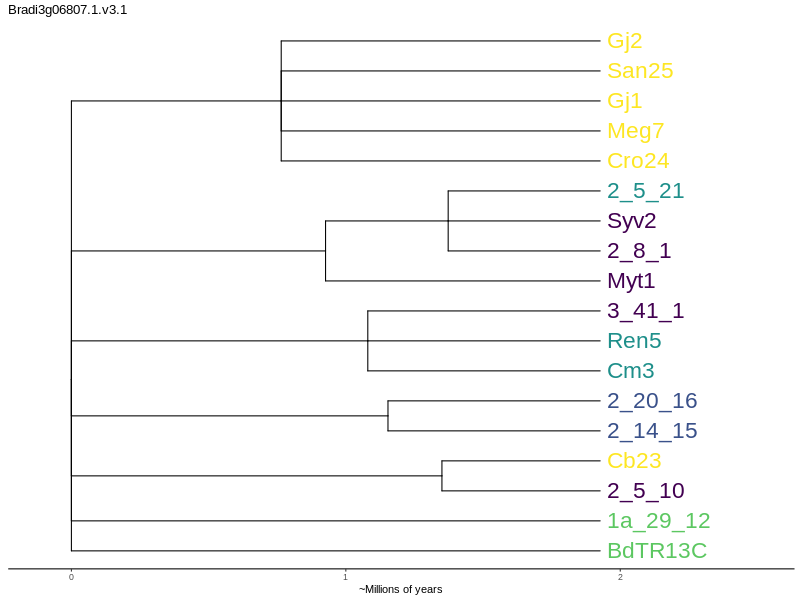 Bradi3g06807.1.v3.1
Gj2
San25
Gj1
Meg7
Cro24
2_5_21
Syv2
2_8_1
Myt1
3_41_1
Ren5
Cm3
2_20_16
2_14_15
Cb23
2_5_10
1a_29_12
BdTR13C
0 1 2
~Millions of years